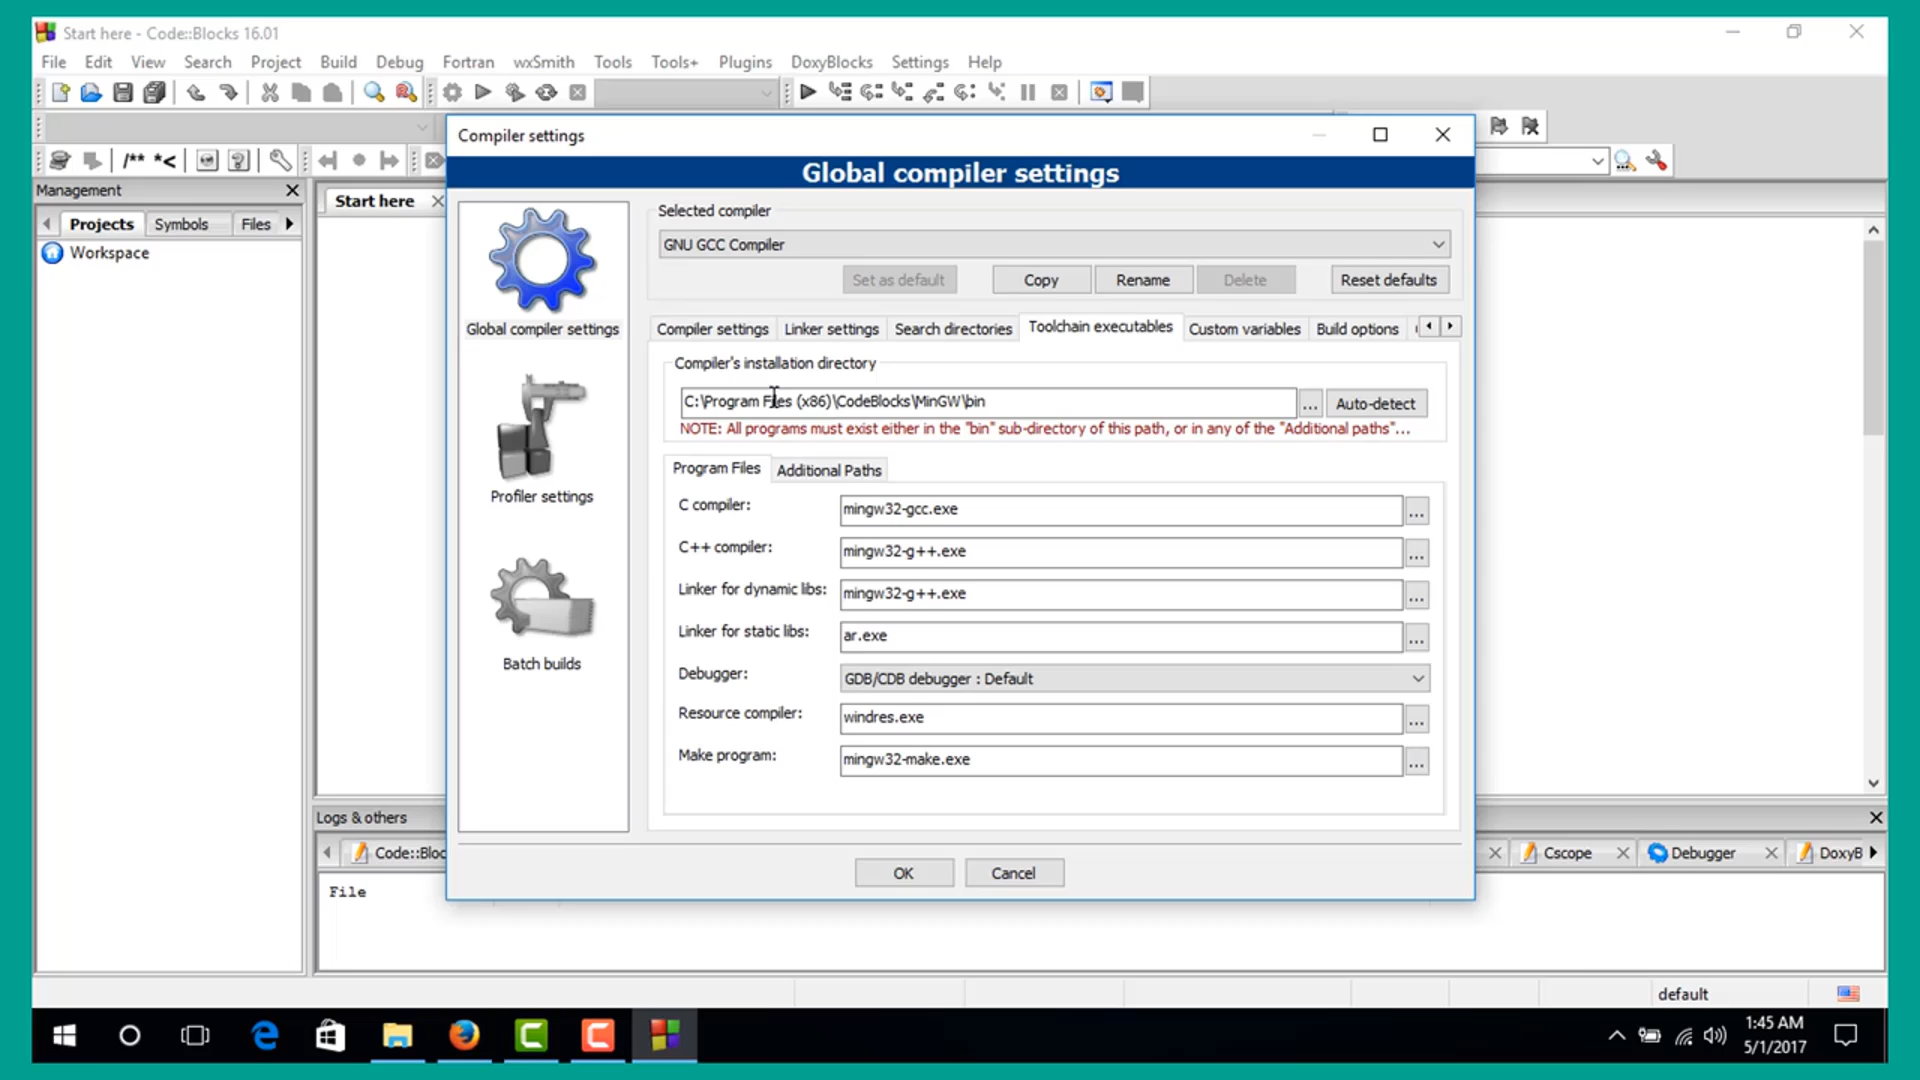 Start here - Code::Blocks 16.01
File Edit View Search Project Build Debug Fortran wxSmith Tools Tools+ Plugins DoxyBlocks Settings Help
/** *<
Compiler settings
Global compiler settings
Management
Projects Symbols Files
Workspace
Start here
Global compiler settings
Profiler settings
Batch builds
Selected compiler
GNU GCC Compiler
Set as default Copy Rename Delete Reset defaults
Compiler settings Linker settings Search directories Toolchain executables Custom variables Build options
Compiler's installation directory
C:\Program Files (x86)\CodeBlocks\MinGW\bin
... Auto-detect
NOTE: All programs must exist either in the "bin" sub-directory of this path, or in any of the "Additional paths"...
Program Files Additional Paths
C compiler: mingw32-gcc.exe ...
C++ compiler: mingw32-g++.exe ...
Linker for dynamic libs: mingw32-g++.exe ...
Linker for static libs: ar.exe ...
Debugger: GDB/CDB debugger : Default
Resource compiler: windres.exe ...
Make program: mingw32-make.exe ...
OK Cancel
Logs & others
Code::Bloc Cscope Debugger DoxyB
File
default
1:45 AM
5/1/2017